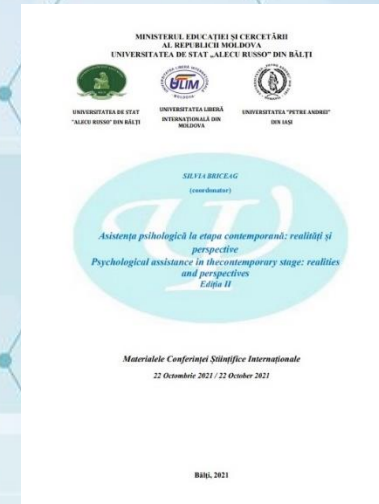 MINISTERUL EDUCAȚIEI ȘI CERCETĂRII
AL REPUBLICII MOLDOVA
UNIVERSITATEA DE STAT „ALECU RUSSO” DIN BĂLȚI
ULIM
UNIVERSITATEA DE STAT
"ALECU RUSSO" DIN BĂLȚI
UNIVERSITATEA LIBERĂ
INTERNAȚIONALĂ DIN
MOLDOVA
UNIVERSITATEA "PETRE ANDREI"
DIN IAȘI
SILVIA BRICEAG
(coordonator)
Asistența psihologică la etapa contemporană: realități și
perspective
Psychological assistance in thecontemporary stage: realities
and perspectives
Ediția II
Materialele Conferinței Științifice Internaționale
22 Octombrie 2021 / 22 October 2021
Bălți, 2021